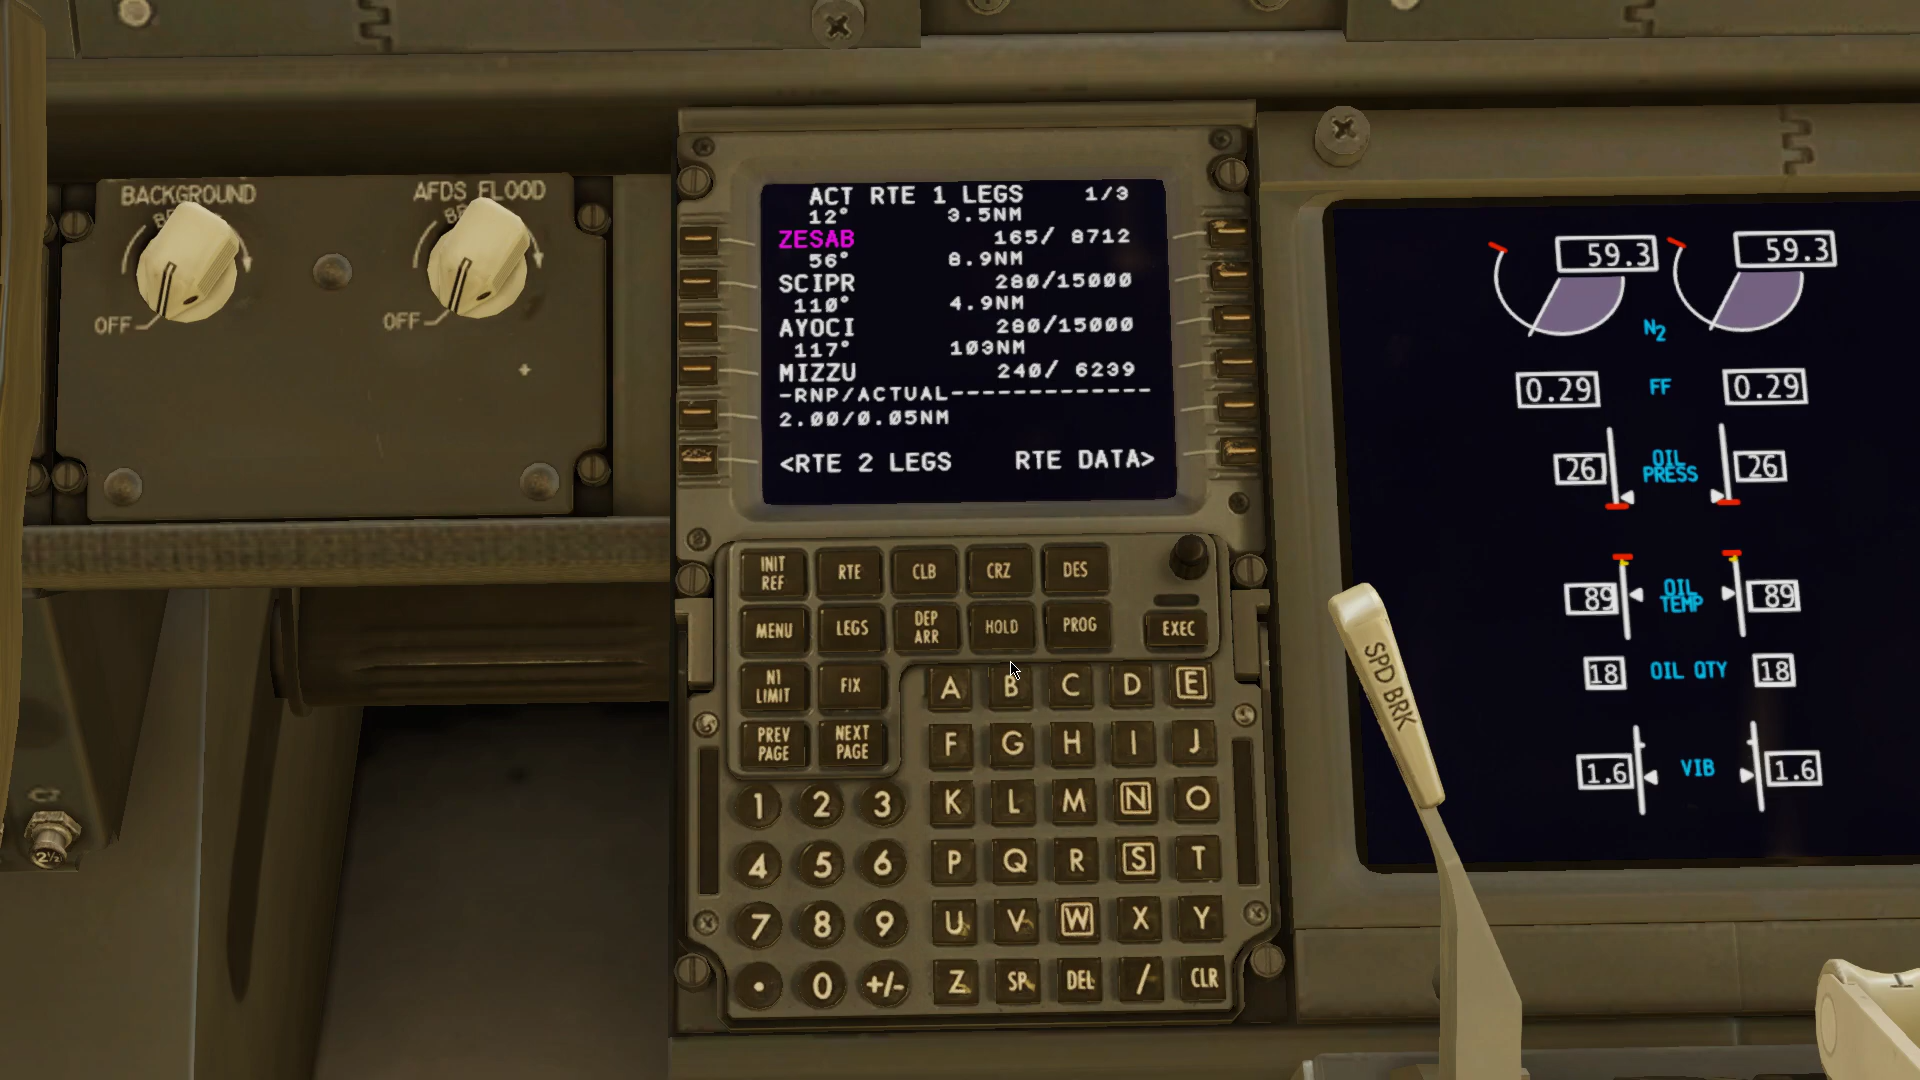 BACKGROUND
AFDS FLOOD
OFF
OFF
ACT RTE 1 LEGS 1/3
12° 3.5NM
ZESAB 165/ 8712
56° 8.9NM
SCIPR 280/15000
110° 4.9NM
AYOCI 280/15000
117° 103NM
MIZZU 240/ 6239
-RNP/ACTUAL-------------
2.00/0.05NM
<RTE 2 LEGS RTE DATA>
INIT REF
RTE
CLB
CRZ
DES
MENU
LEGS
DEP ARR
HOLD
PROG
EXEC
N1 LIMIT
FIX
PREV PAGE
NEXT PAGE
A B C D E
F G H I J
1 2 3 K L M N O
4 5 6 P Q R S T
7 8 9 U V W X Y
. 0 +/- Z SP DEL / CLR
59.3 59.3
N2
0.29 FF 0.29
26 OIL PRESS 26
89 OIL TEMP 89
18 OIL QTY 18
1.6 VIB 1.6
SPD BRK
2½